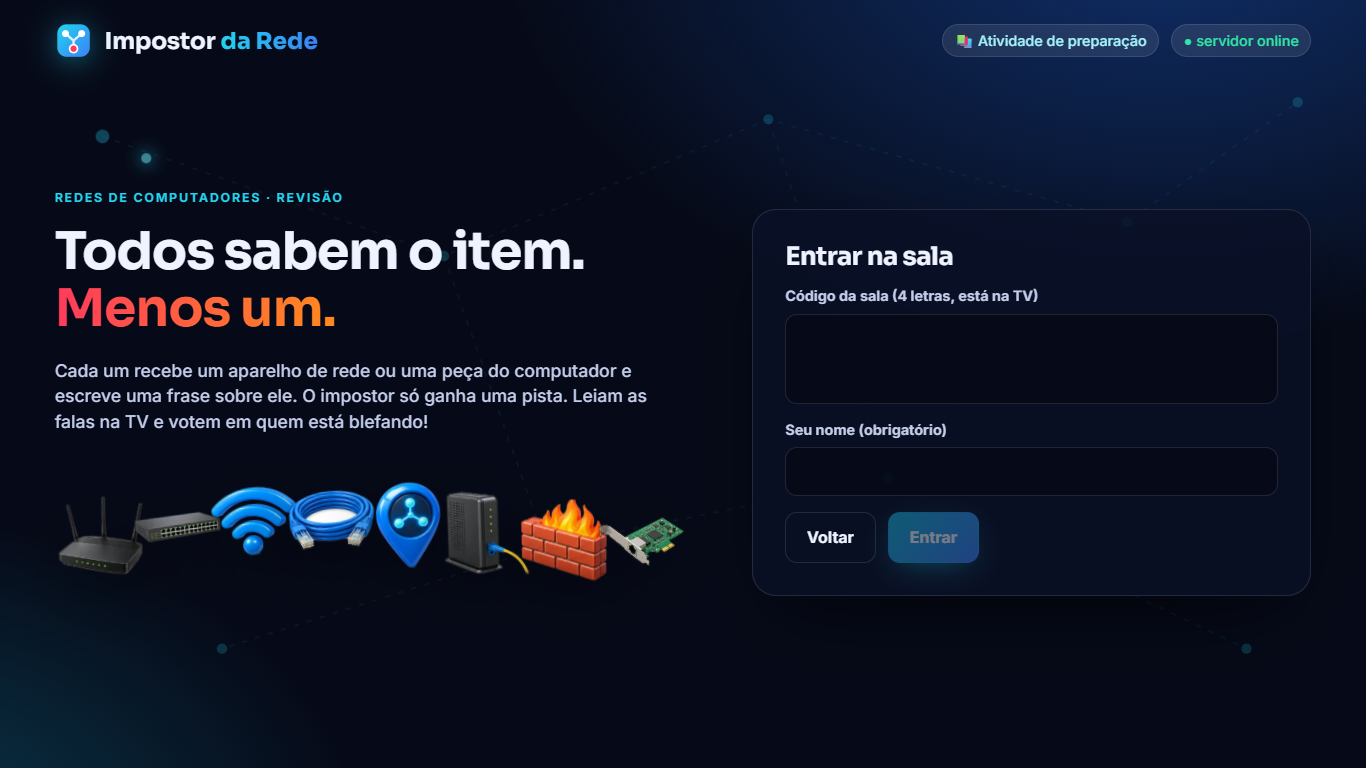 Impostor da Rede
Atividade de preparação
● servidor online
REDES DE COMPUTADORES · REVISÃO
Todos sabem o item.
Menos um.
Cada um recebe um aparelho de rede ou uma peça do computador e
escreve uma frase sobre ele. O impostor só ganha uma pista. Leiam as
falas na TV e votem em quem está blefando!
Entrar na sala
Código da sala (4 letras, está na TV)
Seu nome (obrigatório)
Voltar
Entrar